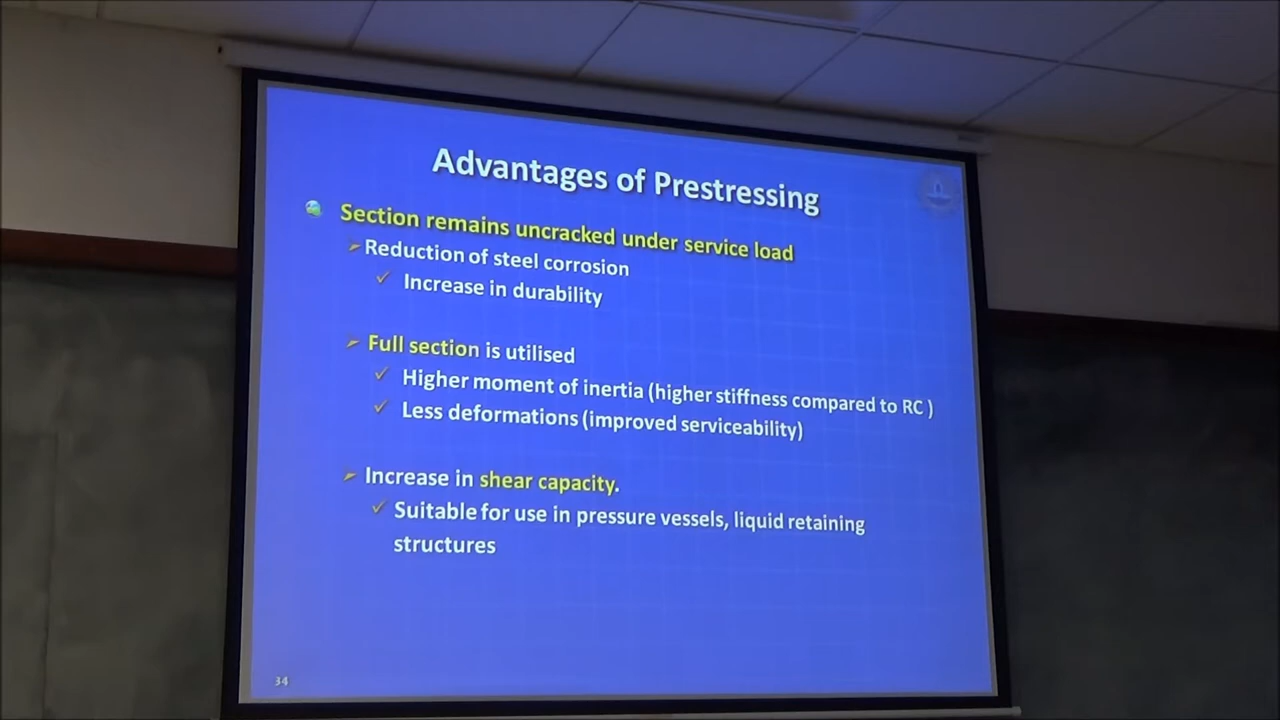 Advantages of Prestressing
Section remains uncracked under service load
Reduction of steel corrosion
Increase in durability
Full section is utilised
Higher moment of inertia (higher stiffness compared to RC )
Less deformations (improved serviceability)
Increase in shear capacity.
Suitable for use in pressure vessels, liquid retaining
structures
34